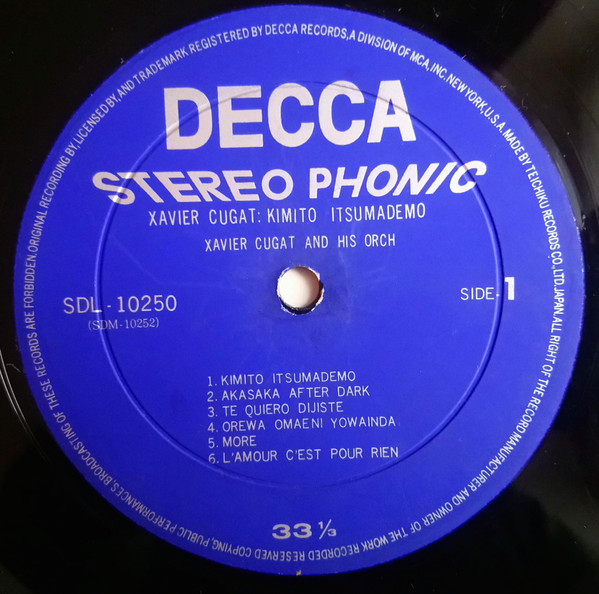 DECCA
STEREO PHONIC
XAVIER CUGAT: KIMITO ITSUMADEMO
XAVIER CUGAT AND HIS ORCH
SDL-10250
(SDM-10252)
SIDE.1
1. KIMITO ITSUMADEMO
2. AKASAKA AFTER DARK
3. TE QUIERO DIJISTE
4. OREWA OMAENI YOWAINDA
5. MORE
6. L'AMOUR C'EST POUR RIEN
33 1/3
ORIGINAL RECORDING BY, LICENSED BY, AND TRADEMARK REGISTERED BY DECCA RECORDS, A DIVISION OF MCA, INC. NEW YORK, U.S.A. MADE BY TEICHIKU RECORDS CO., LTD. JAPAN. ALL RIGHT OF THE RECORD MANUFACTURER AND OWNER OF THE WORK RECORDED RESERVED COPYING, PUBLIC PERFORMANCES, BROADCASTING OF THESE RECORDS ARE FORBIDDEN.